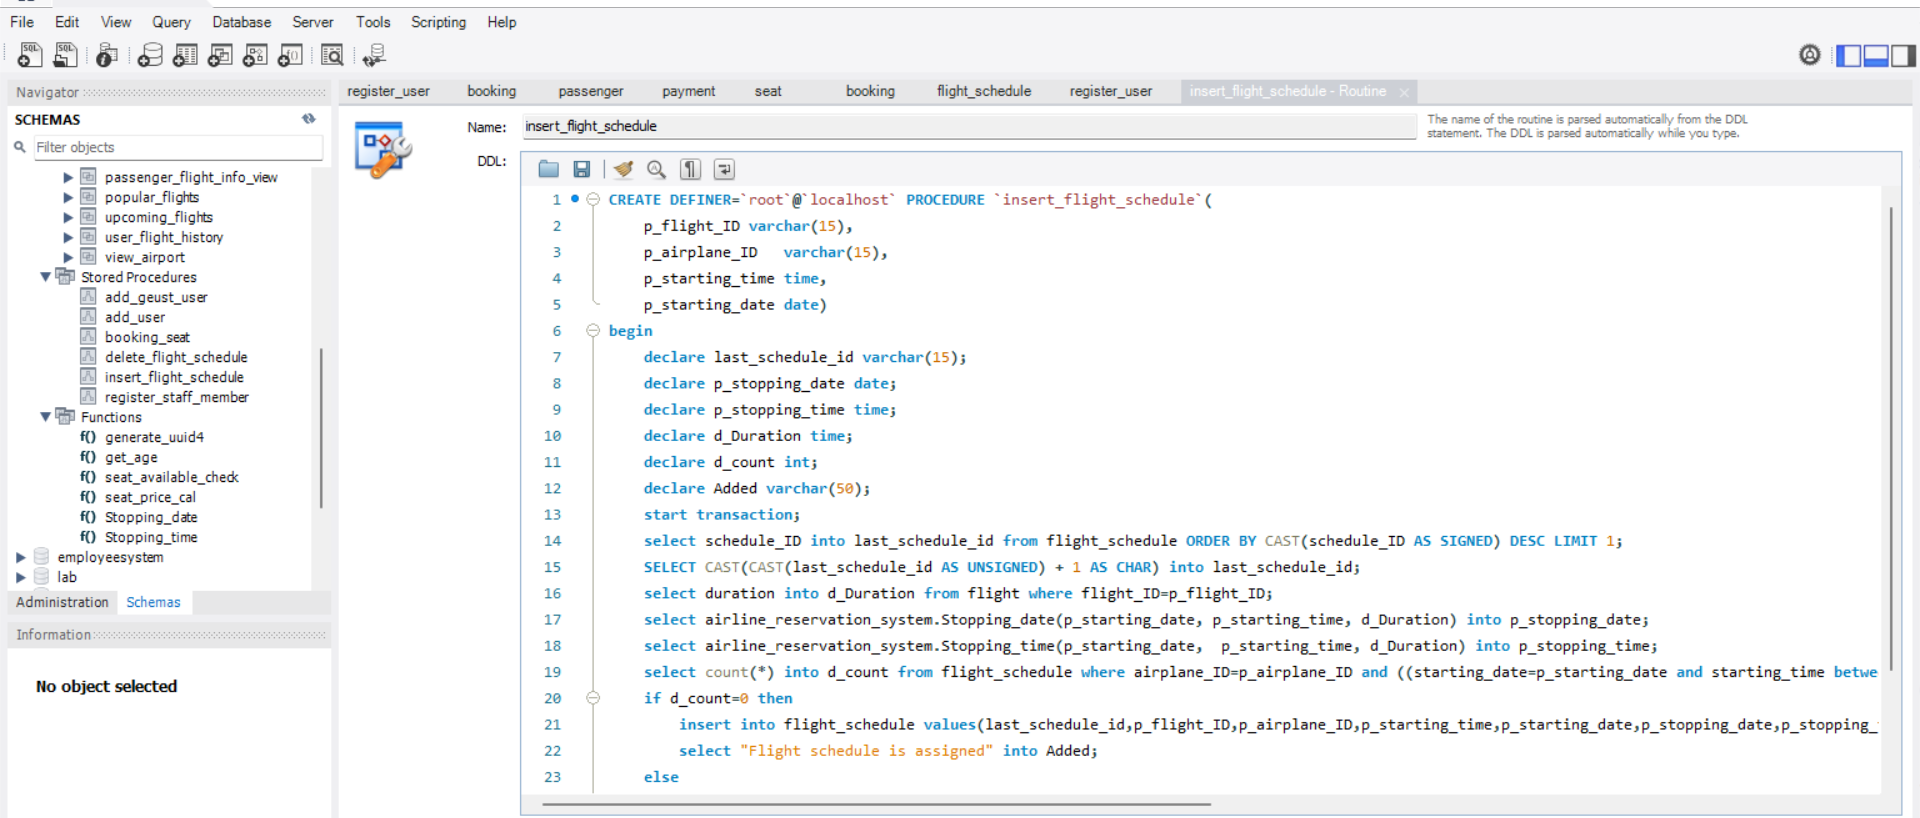 File Edit View Query Database Server Tools Scripting Help
Navigator
SCHEMAS
Filter objects
passenger_flight_info_view
popular_flights
upcoming_flights
user_flight_history
view_airport
Stored Procedures
add_geust_user
add_user
booking_seat
delete_flight_schedule
insert_flight_schedule
register_staff_member
Functions
f() generate_uuid4
f() get_age
f() seat_available_check
f() seat_price_cal
f() Stopping_date
f() Stopping_time
employeesystem
lab
Administration Schemas
Information
No object selected
register_user booking passenger payment seat booking flight_schedule register_user insert_flight_schedule - Routine
Name: insert_flight_schedule
The name of the routine is parsed automatically from the DDL
statement. The DDL is parsed automatically while you type.
DDL:
1 CREATE DEFINER=`root`@`localhost` PROCEDURE `insert_flight_schedule`(
2 p_flight_ID varchar(15),
3 p_airplane_ID varchar(15),
4 p_starting_time time,
5 p_starting_date date)
6 begin
7 declare last_schedule_id varchar(15);
8 declare p_stopping_date date;
9 declare p_stopping_time time;
10 declare d_Duration time;
11 declare d_count int;
12 declare Added varchar(50);
13 start transaction;
14 select schedule_ID into last_schedule_id from flight_schedule ORDER BY CAST(schedule_ID AS SIGNED) DESC LIMIT 1;
15 SELECT CAST(CAST(last_schedule_id AS UNSIGNED) + 1 AS CHAR) into last_schedule_id;
16 select duration into d_Duration from flight where flight_ID=p_flight_ID;
17 select airline_reservation_system.Stopping_date(p_starting_date, p_starting_time, d_Duration) into p_stopping_date;
18 select airline_reservation_system.Stopping_time(p_starting_date, p_starting_time, d_Duration) into p_stopping_time;
19 select count(*) into d_count from flight_schedule where airplane_ID=p_airplane_ID and ((starting_date=p_starting_date and starting_time betwe
20 if d_count=0 then
21 insert into flight_schedule values(last_schedule_id,p_flight_ID,p_airplane_ID,p_starting_time,p_starting_date,p_stopping_date,p_stopping_
22 select "Flight schedule is assigned" into Added;
23 else